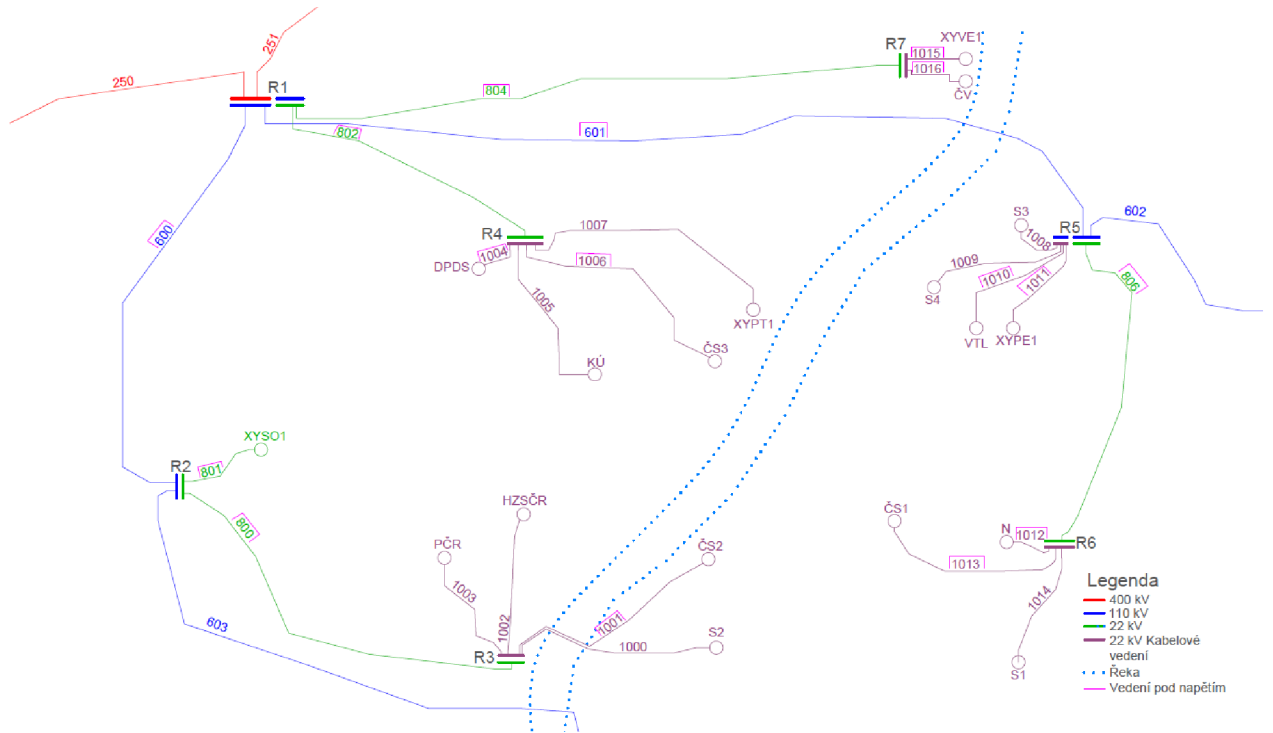 251
250
R1
804
802
601
R7
1015
1016
XYVE1
ČV
600
R4
1004
DPDS
1007
1006
1005
XYPT1
ČS3
KÚ
S3
R5
602
1008
1009
1010
1011
S4
VTL
XYPE1
806
XYSO1
R2
801
800
603
HZSČR
PČR
1003
1002
R3
ČS2
1001
1000
S2
ČS1
N
1012
R6
1013
1014
S1
Legenda
400 kV
110 kV
22 kV
22 kV Kabelové
vedení
Řeka
Vedení pod napětím